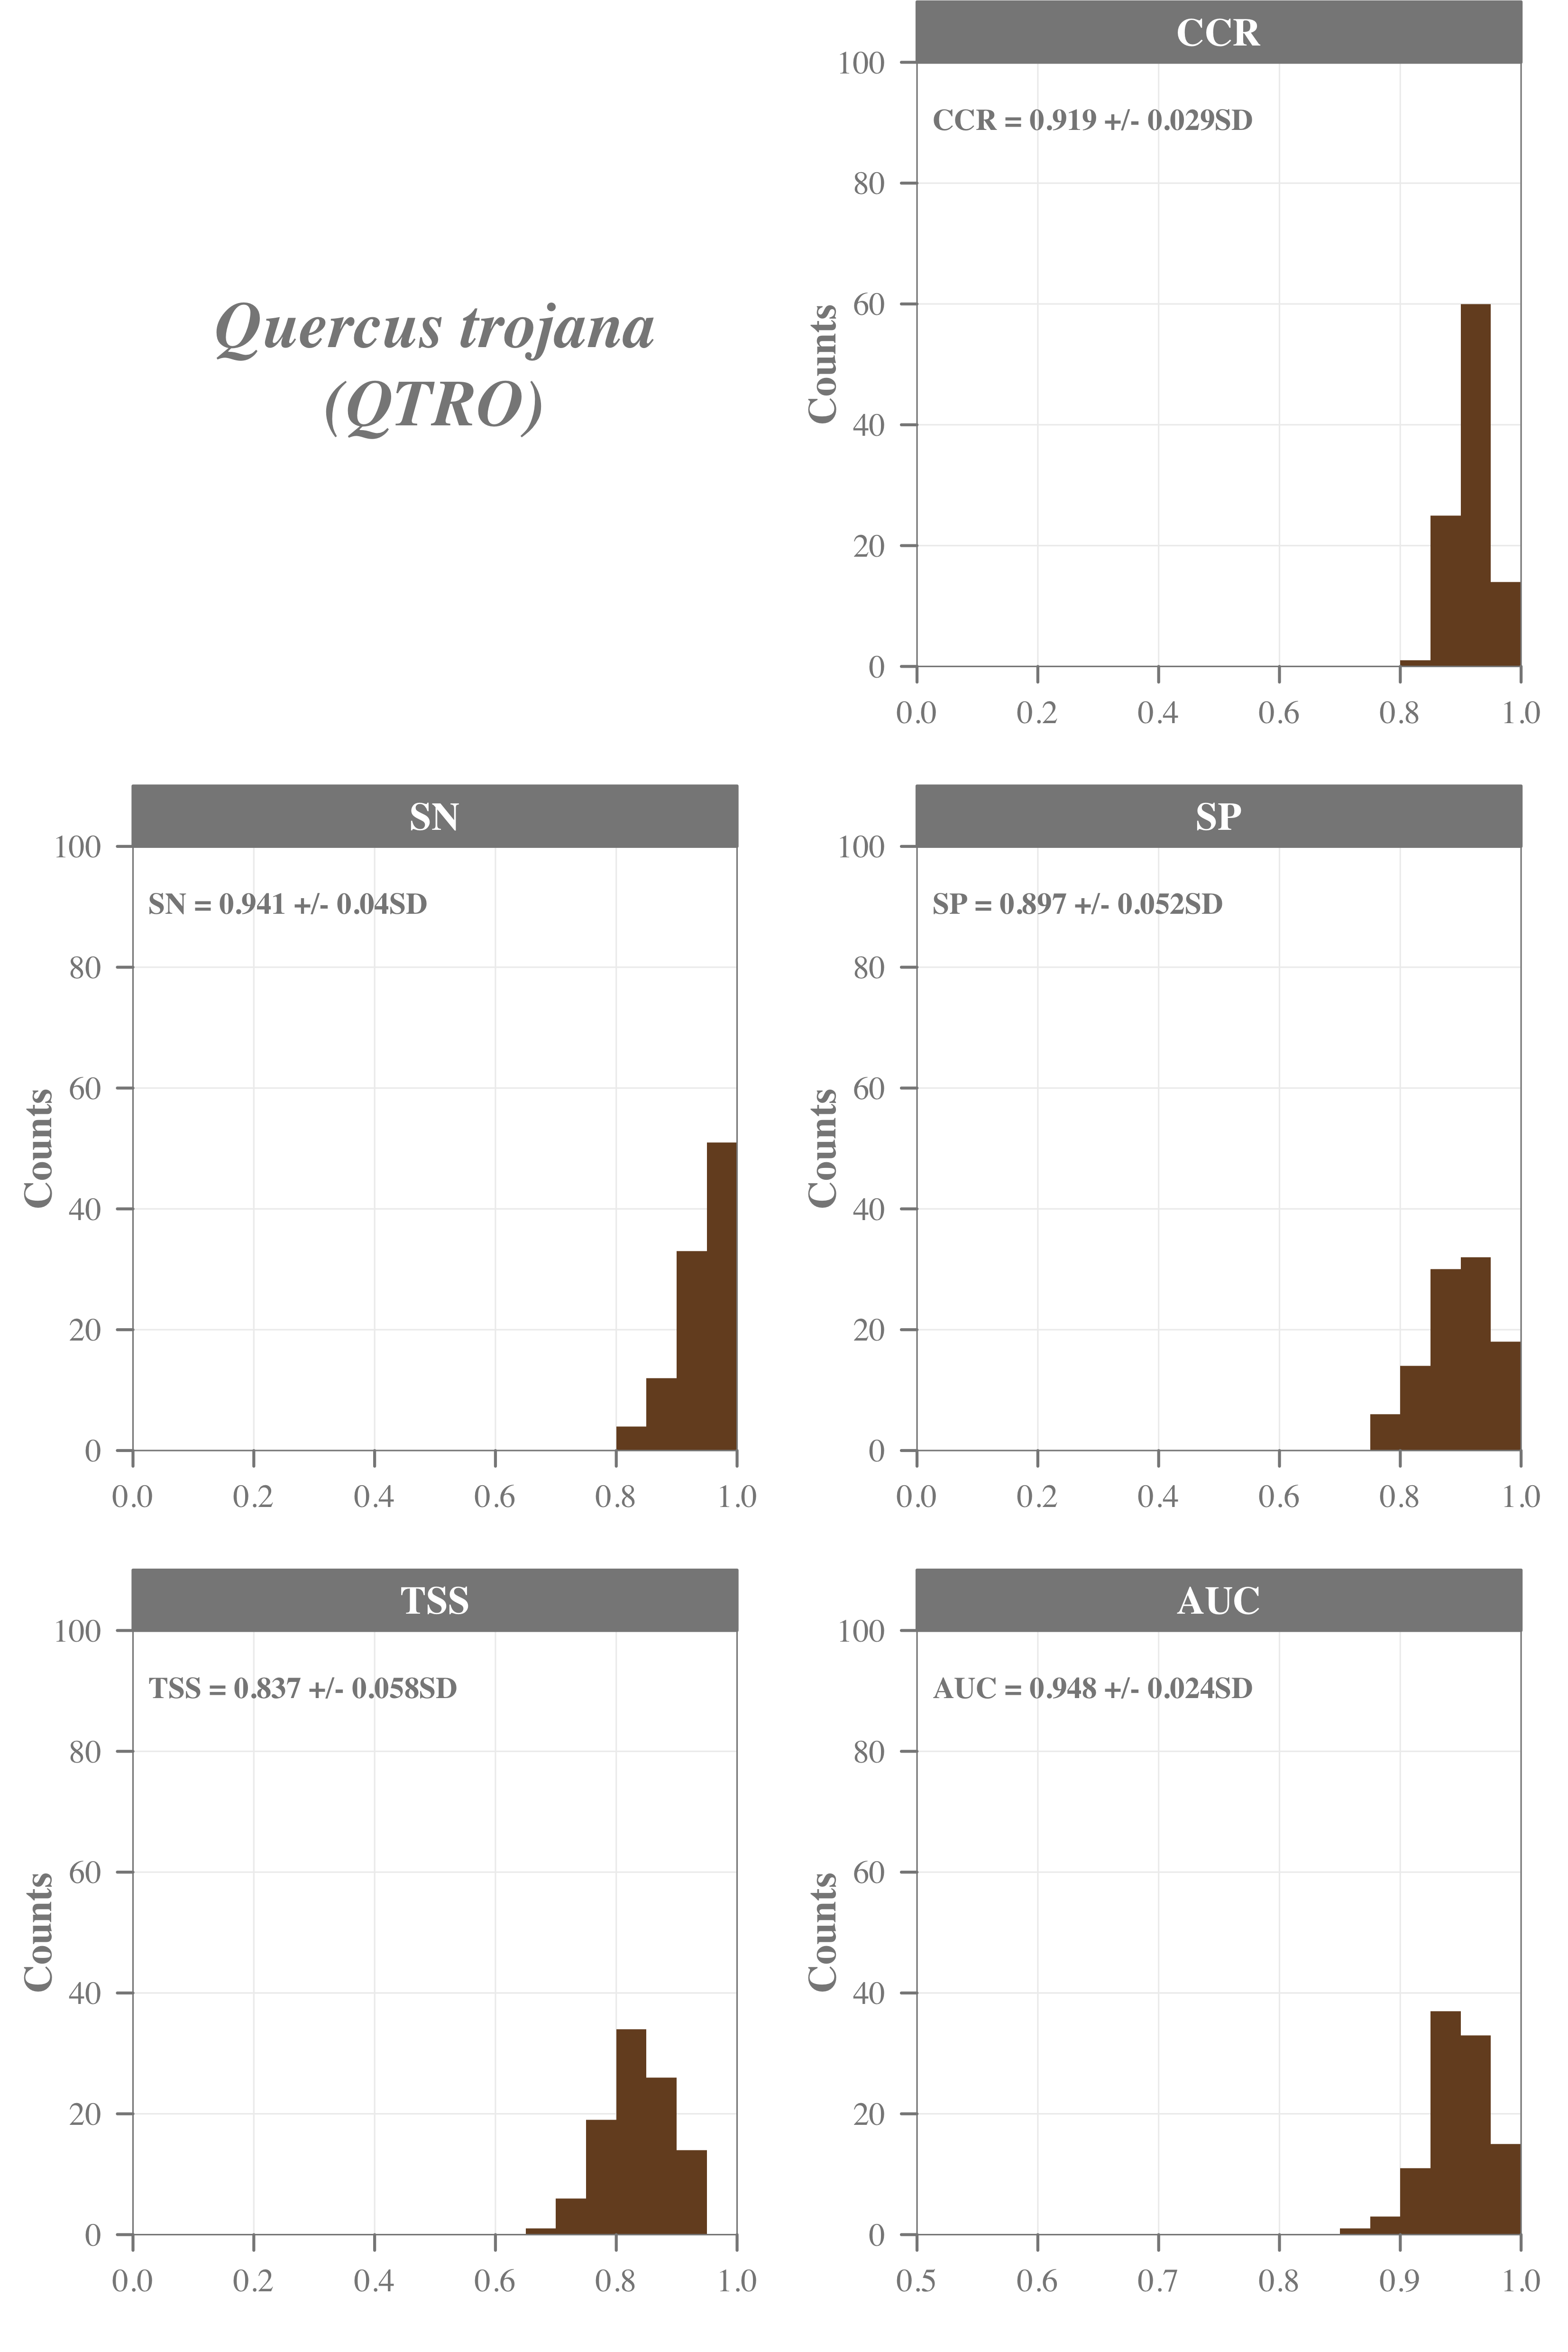 Quercus trojana
(QTRO)
CCR
CCR = 0.919 +/- 0.029SD
Counts
100
80
60
40
20
0
0.0 0.2 0.4 0.6 0.8 1.0
SN
SN = 0.941 +/- 0.04SD
Counts
100
80
60
40
20
0
0.0 0.2 0.4 0.6 0.8 1.0
SP
SP = 0.897 +/- 0.052SD
Counts
100
80
60
40
20
0
0.0 0.2 0.4 0.6 0.8 1.0
TSS
TSS = 0.837 +/- 0.058SD
Counts
100
80
60
40
20
0
0.0 0.2 0.4 0.6 0.8 1.0
AUC
AUC = 0.948 +/- 0.024SD
Counts
100
80
60
40
20
0
0.5 0.6 0.7 0.8 0.9 1.0